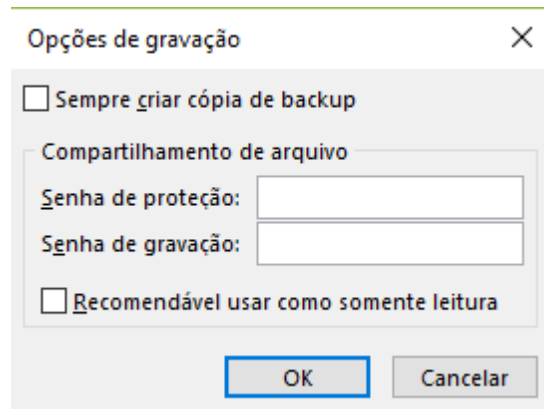 Opções de gravação
Sempre criar cópia de backup
Compartilhamento de arquivo
Senha de proteção:
Senha de gravação:
Recomendável usar como somente leitura
OK Cancelar